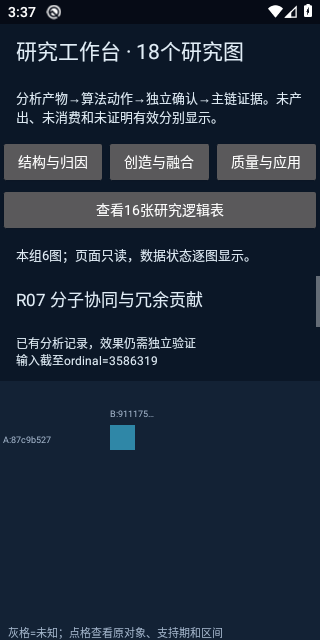 3:37
研究工作台 · 18个研究图
分析产物→算法动作→独立确认→主链证据。未产
出、未消费和未证明有效分别显示。
结构与归因
创造与融合
质量与应用
查看16张研究逻辑表
本组6图；页面只读，数据状态逐图显示。
R07 分子协同与冗余贡献
已有分析记录，效果仍需独立验证
输入截至ordinal=3586319
B:911175…
A:87c9b527
灰格=未知；点格查看原对象、支持期和区间